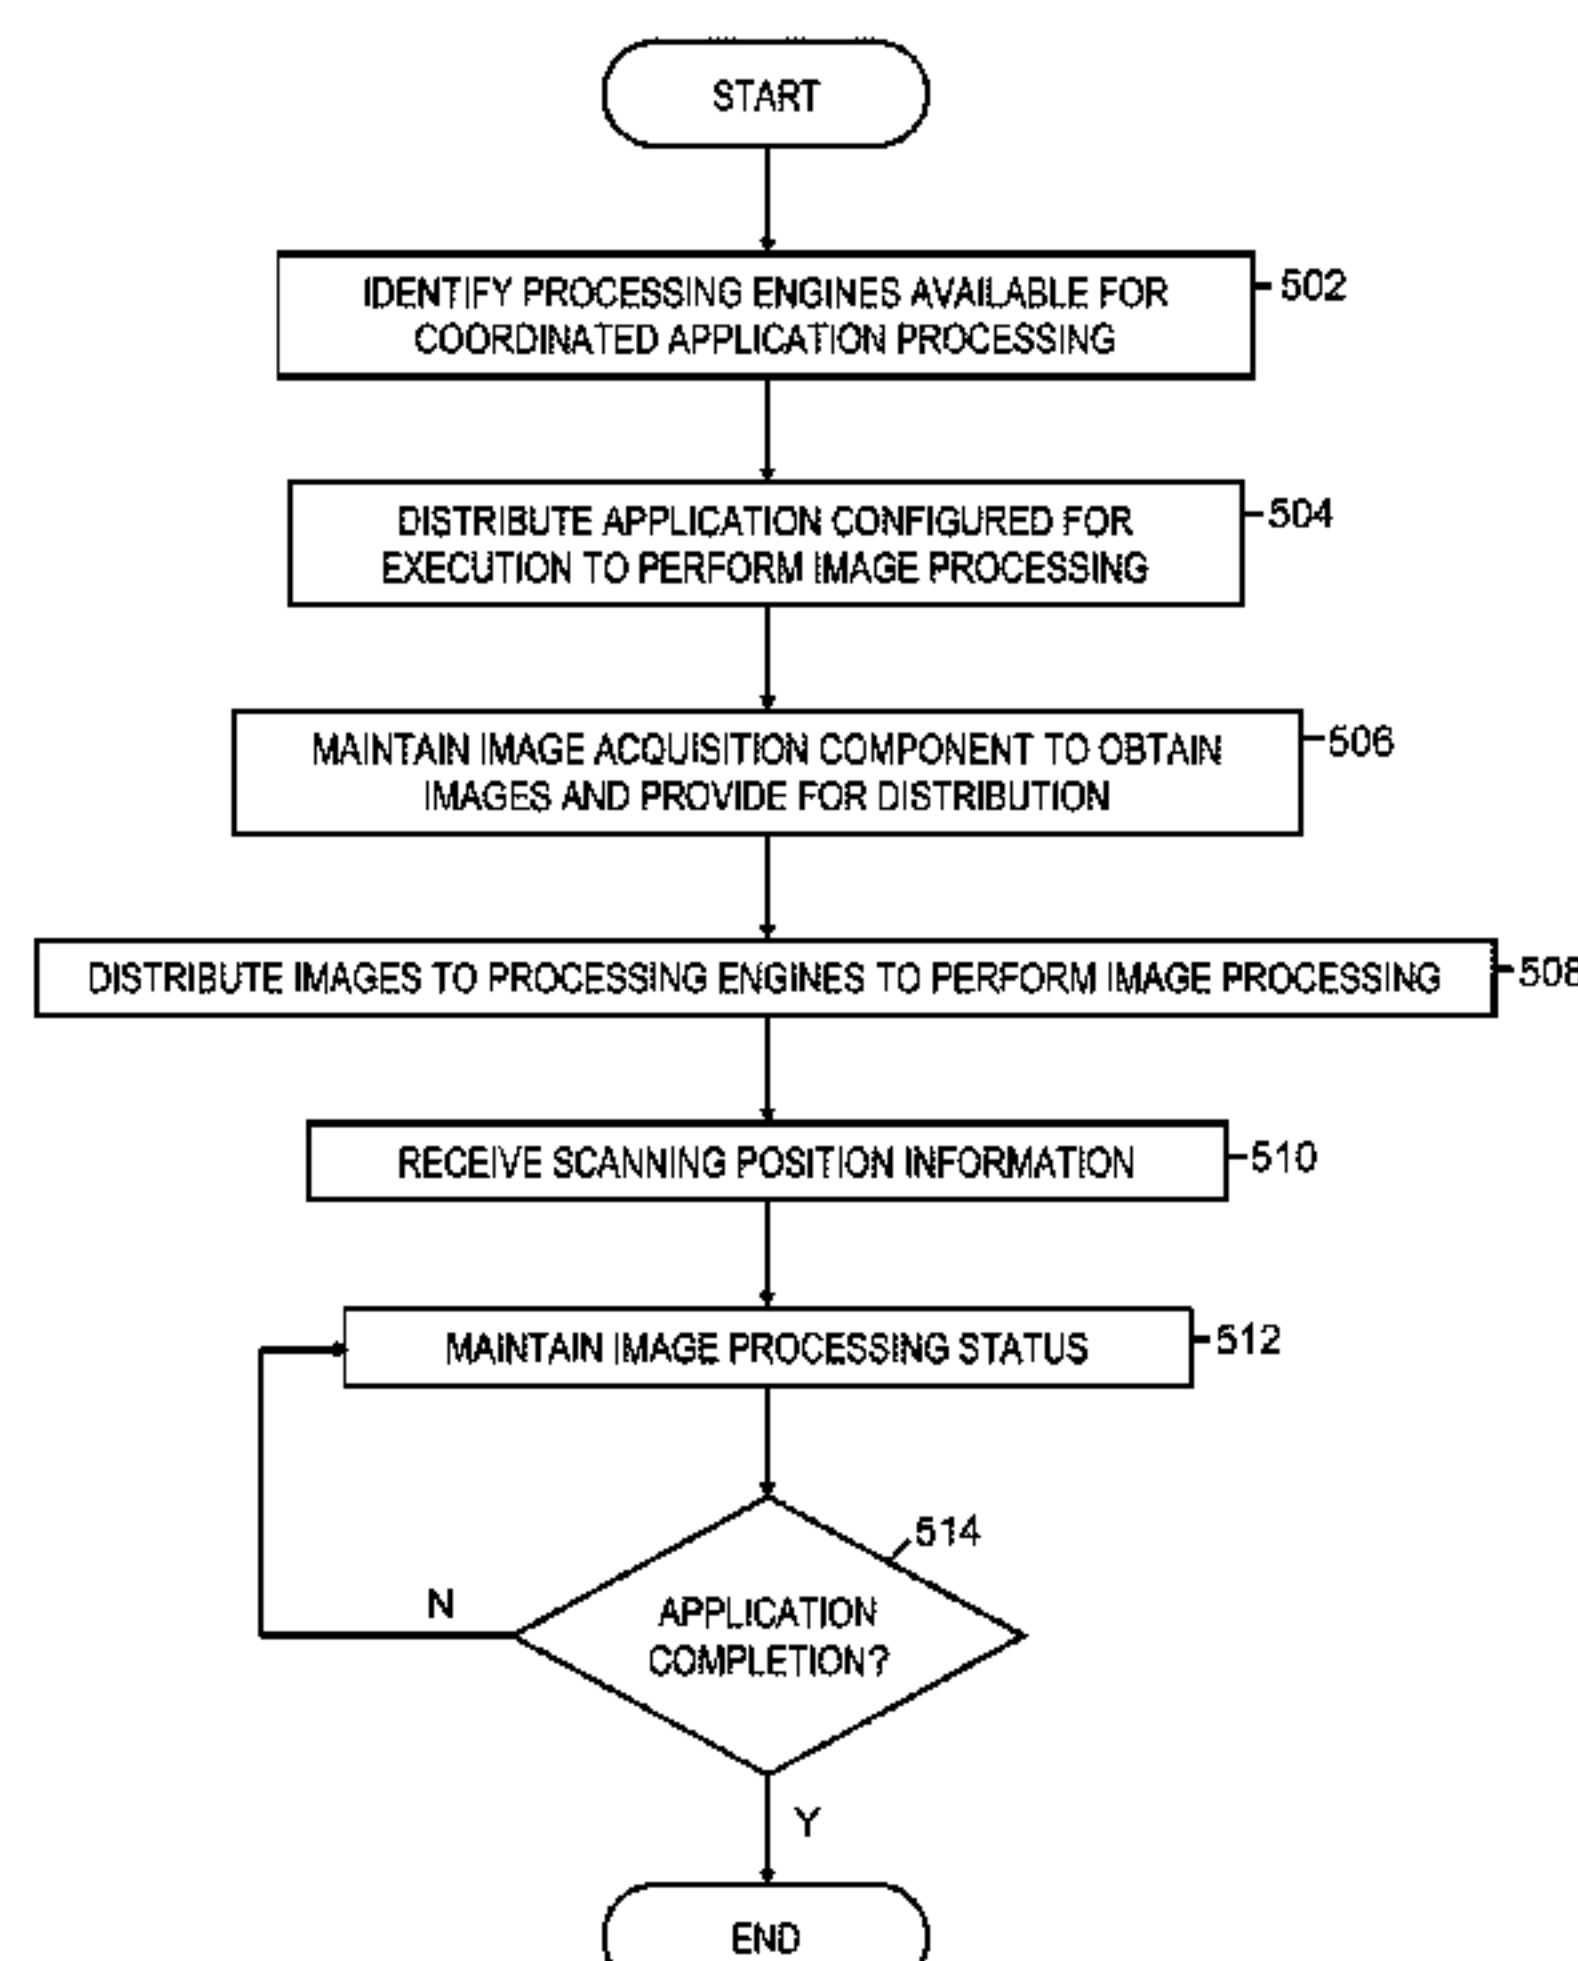 START
IDENTIFY PROCESSING ENGINES AVAILABLE FOR
COORDINATED APPLICATION PROCESSING
502
DISTRIBUTE APPLICATION CONFIGURED FOR
EXECUTION TO PERFORM IMAGE PROCESSING
504
MAINTAIN IMAGE ACQUISITION COMPONENT TO OBTAIN
IMAGES AND PROVIDE FOR DISTRIBUTION
506
DISTRIBUTE IMAGES TO PROCESSING ENGINES TO PERFORM IMAGE PROCESSING
508
RECEIVE SCANNING POSITION INFORMATION
510
MAINTAIN IMAGE PROCESSING STATUS
512
514
APPLICATION
COMPLETION?
N
Y
END